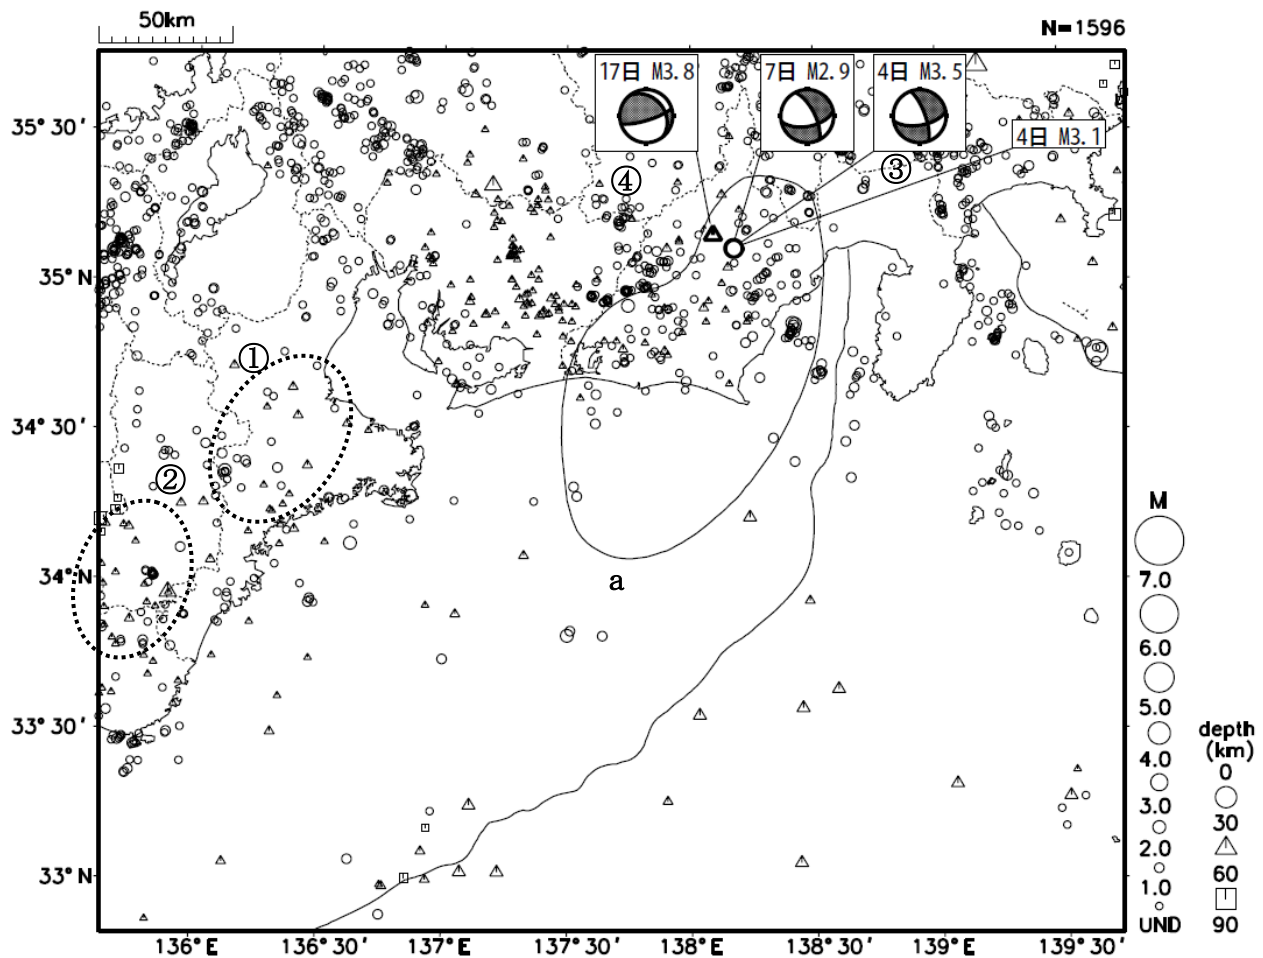 50km
N=1596
17日 M3.8
7日 M2.9
4日 M3.5
4日 M3.1
35° 30′
35° N
34° 30′
34° N
33° 30′
33° N
①
②
③
④
a
136° E
136° 30′
137° E
137° 30′
138° E
138° 30′
139° E
139° 30′
M
7.0
6.0
5.0
4.0
3.0
2.0
1.0
UND
depth
(km)
0
30
60
90